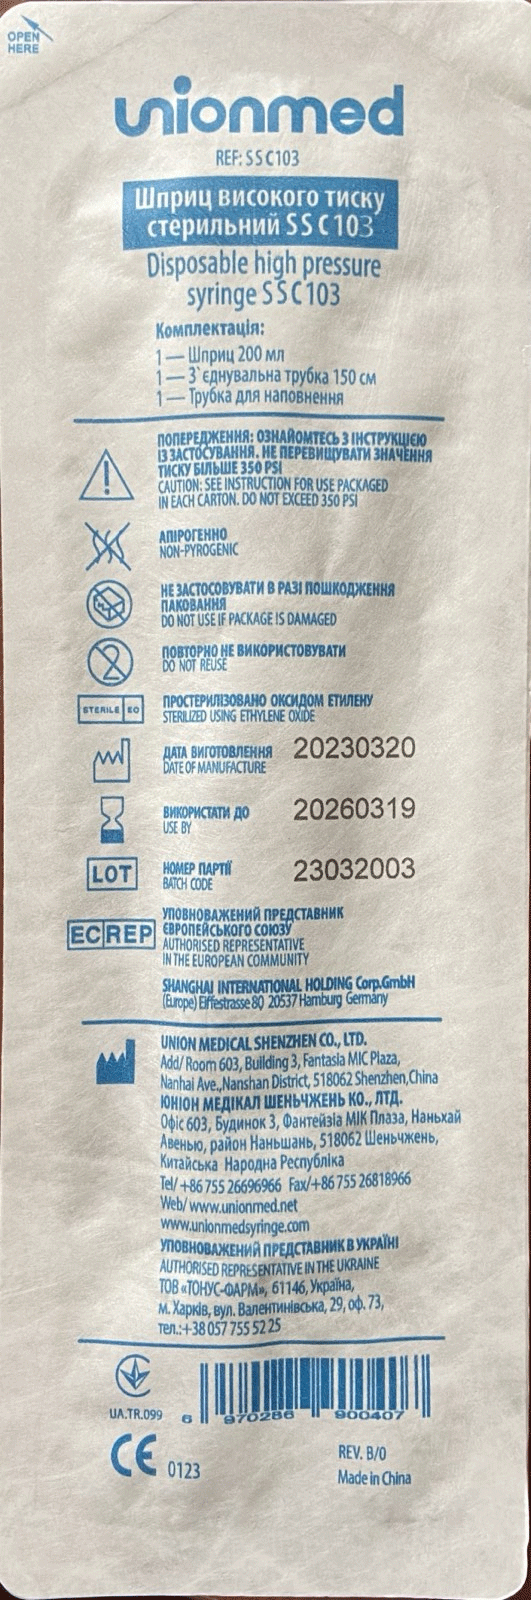 OPEN
HERE
unionmed
REF: SSC103
Шприц високого тиску
стерильний SSC103
Disposable high pressure
syringe SSC103
Комплектація:
1 — Шприц 200 мл
1 — З`єднувальна трубка 150 см
1 — Трубка для наповнення
ПОПЕРЕДЖЕННЯ: ОЗНАЙОМТЕСЬ З ІНСТРУКЦІЄЮ
ІЗ ЗАСТОСУВАННЯ. НЕ ПЕРЕВИЩУВАТИ ЗНАЧЕННЯ
ТИСКУ БІЛЬШЕ 350 PSI
CAUTION: SEE INSTRUCTION FOR USE PACKAGED
IN EACH CARTON. DO NOT EXCEED 350 PSI
АПІРОГЕННО
NON-PYROGENIC
НЕ ЗАСТОСОВУВАТИ В РАЗІ ПОШКОДЖЕННЯ
ПАКОВАННЯ
DO NOT USE IF PACKAGE IS DAMAGED
2
ПОВТОРНО НЕ ВИКОРИСТОВУВАТИ
DO NOT REUSE
STERILE EO
ПРОСТЕРИЛІЗОВАНО ОКСИДОМ ЕТИЛЕНУ
STERILIZED USING ETHYLENE OXIDE
ДАТА ВИГОТОВЛЕННЯ 20230320
DATE OF MANUFACTURE
ВИКОРИСТАТИ ДО 20260319
USE BY
LOT
НОМЕР ПАРТІЇ 23032003
BATCH CODE
EC REP
УПОВНОВАЖЕНИЙ ПРЕДСТАВНИК
ЄВРОПЕЙСЬКОГО СОЮЗУ
AUTHORISED REPRESENTATIVE
IN THE EUROPEAN COMMUNITY
SHANGHAI INTERNATIONAL HOLDING Corp.GmbH
(Europe) Eiffestrasse 80 20537 Hamburg Germany
UNION MEDICAL SHENZHEN CO., LTD.
Add/ Room 603, Building 3, Fantasia MIC Plaza,
Nanhai Ave.,Nanshan District, 518062 Shenzhen,China
ЮНІОН МЕДІКАЛ ШЕНЬЧЖЕНЬ КО., ЛТД.
Офіс 603, Будинок 3, Фантейзіа МІК Плаза, Наньхай
Авеню, район Наньшань, 518062 Шеньчжень,
Китайська Народна Республіка
Tel/ +86 755 26696966 Fax/+86 755 26818966
Web/ www.unionmed.net
www.unionmedsyringe.com
УПОВНОВАЖЕНИЙ ПРЕДСТАВНИК В УКРАЇНІ
AUTHORISED REPRESENTATIVE IN THE UKRAINE
ТОВ «ТОНУС-ФАРМ», 61146, Україна,
м. Харків, вул. Валентинівська, 29, оф. 73,
тел.:+38 057 755 52 25
UA.TR.099
6 970286 900407
CE 0123
REV. B/0
Made in China